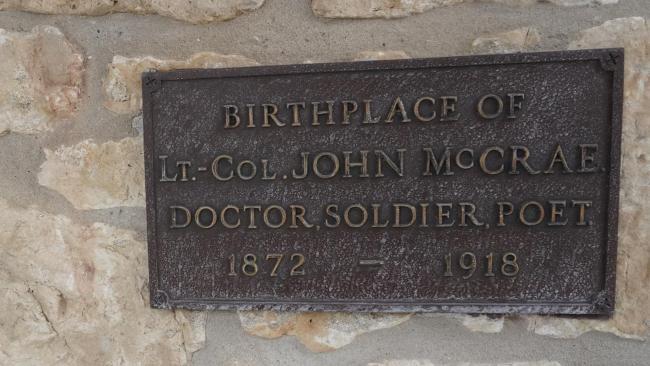 BIRTHPLACE OF
LT.-COL. JOHN MCCRAE.
DOCTOR, SOLDIER, POET.
1872 – 1918